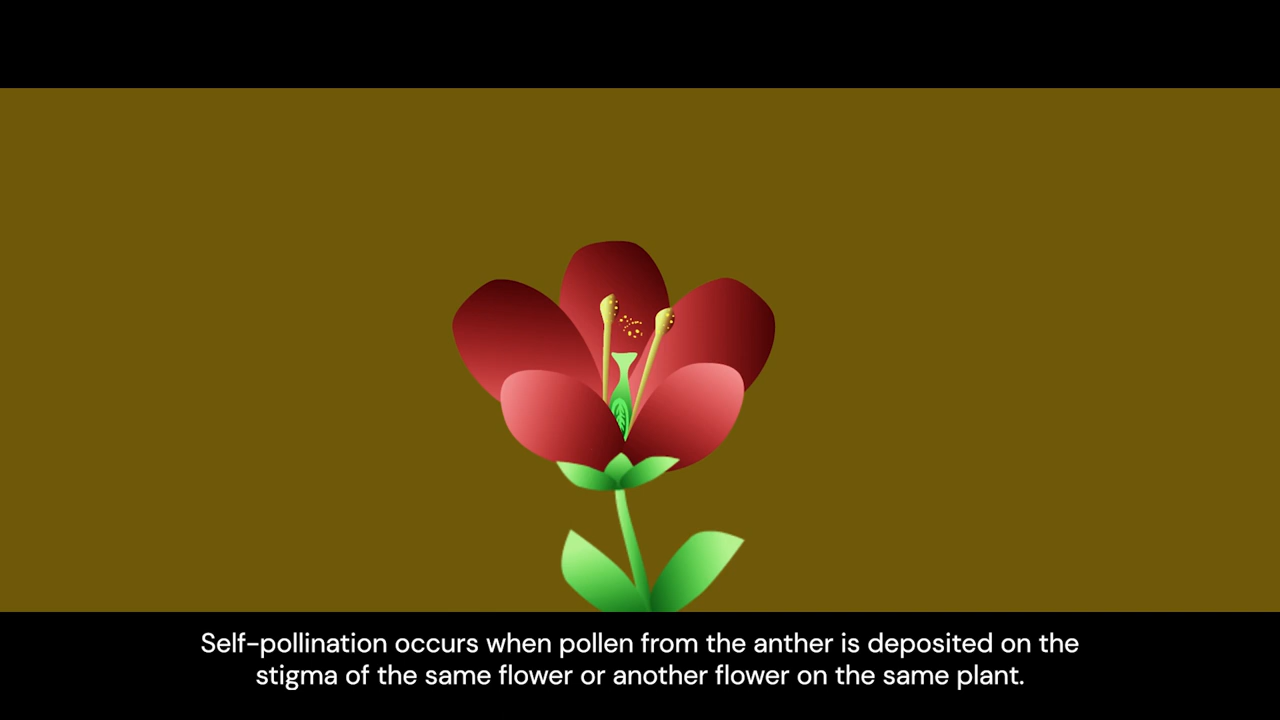 Self-pollination occurs when pollen from the anther is deposited on the
stigma of the same flower or another flower on the same plant.